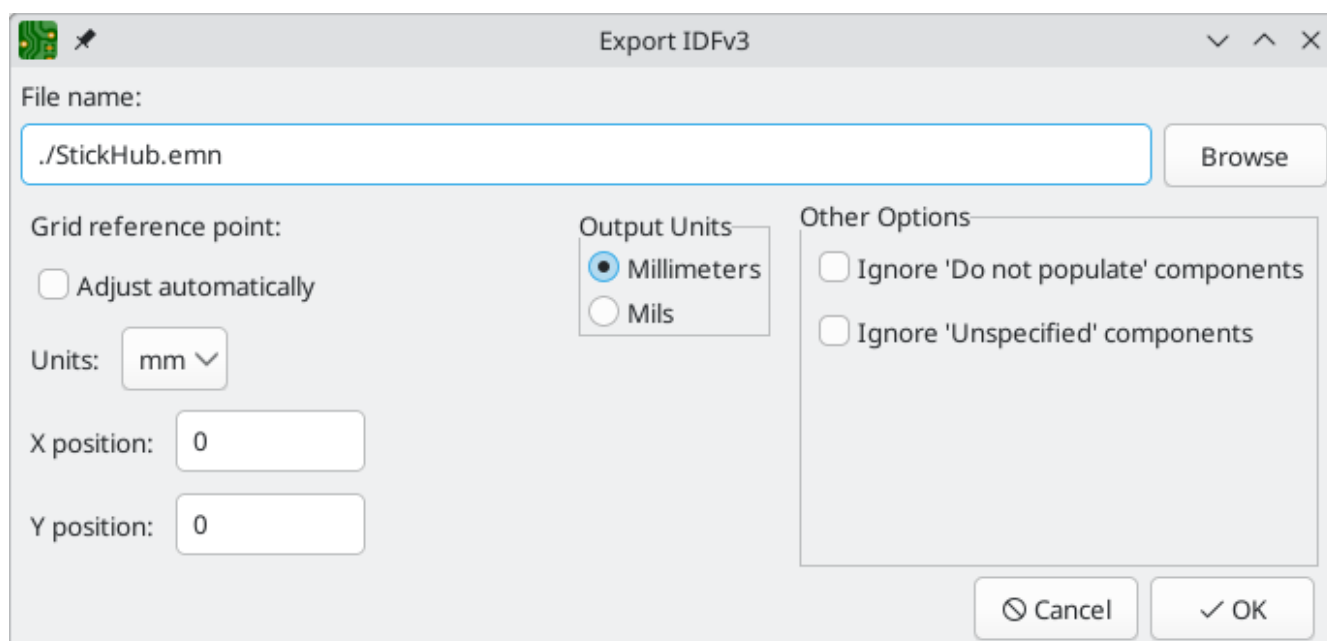 Export IDFv3
File name:
./StickHub.emn
Browse
Grid reference point:
Adjust automatically
Units:
mm
X position:
0
Y position:
0
Output Units
Millimeters
Mils
Other Options
Ignore 'Do not populate' components
Ignore 'Unspecified' components
Cancel
OK